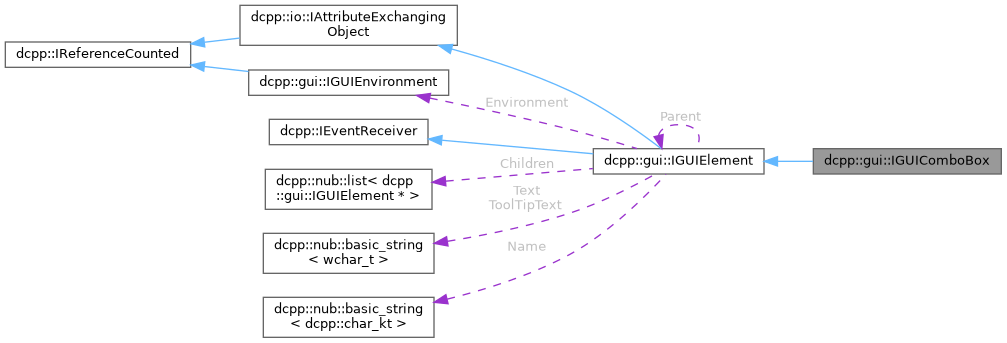 dcpp::io::IAttributeExchanging
Object
dcpp::IReferenceCounted
dcpp::gui::IGUIEnvironment
Environment
Parent
dcpp::IEventReceiver
dcpp::gui::IGUIElement
dcpp::gui::IGUIComboBox
Children
dcpp::nub::list< dcpp
::gui::IGUIElement * >
Text
ToolTipText
dcpp::nub::basic_string
< wchar_t >
Name
dcpp::nub::basic_string
< dcpp::char_kt >